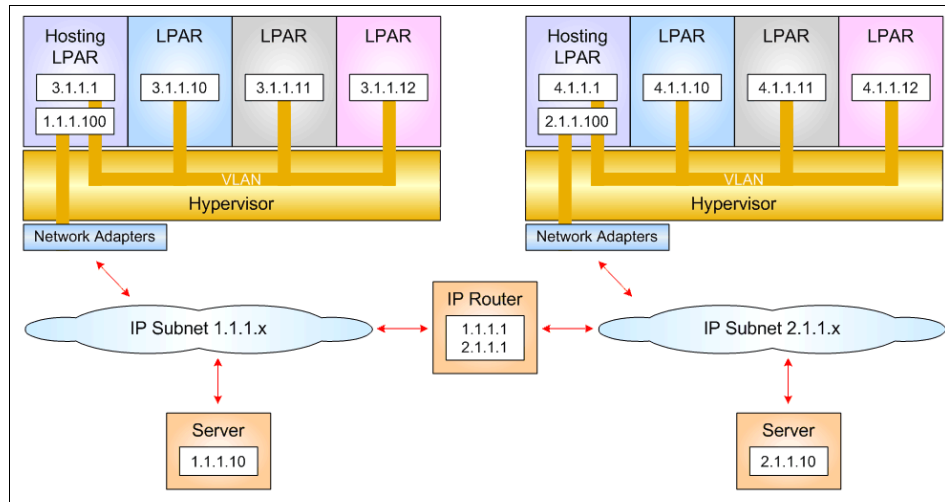 Hosting
LPAR
3.1.1.1
1.1.1.100
LPAR
3.1.1.10
LPAR
3.1.1.11
LPAR
3.1.1.12
VLAN
Hypervisor
Network Adapters
Hosting
LPAR
4.1.1.1
2.1.1.100
LPAR
4.1.1.10
LPAR
4.1.1.11
LPAR
4.1.1.12
VLAN
Hypervisor
Network Adapters
IP Subnet 1.1.1.x
IP Router
1.1.1.1
2.1.1.1
IP Subnet 2.1.1.x
Server
1.1.1.10
Server
2.1.1.10